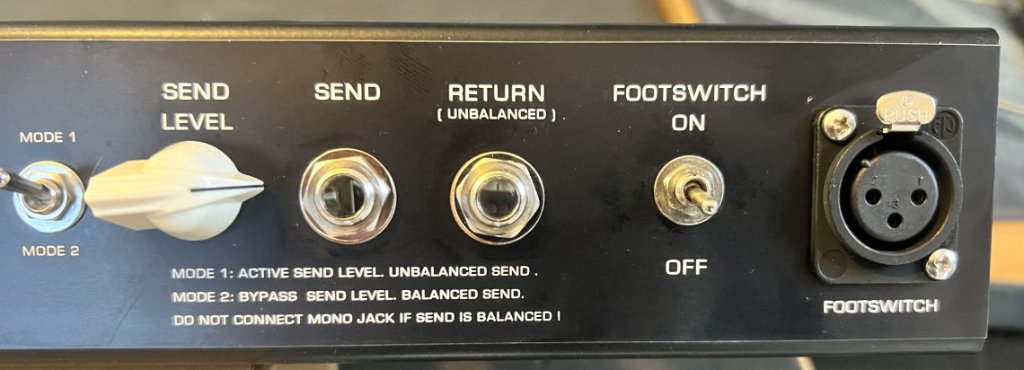 MODE 1
MODE 2
SEND
LEVEL
SEND
RETURN
( UNBALANCED )
FOOTSWITCH
ON
OFF
PUSH
FOOTSWITCH
MODE 1: ACTIVE SEND LEVEL. UNBALANCED SEND .
MODE 2: BYPASS SEND LEVEL. BALANCED SEND.
DO NOT CONNECT MONO JACK IF SEND IS BALANCED !